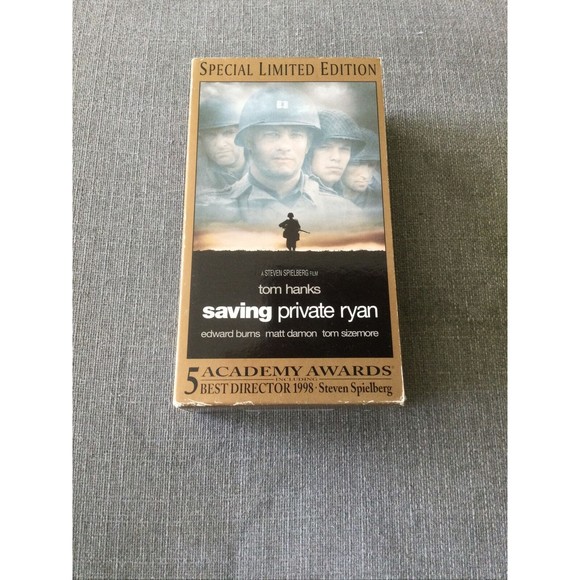 SPECIAL LIMITED EDITION
A STEVEN SPIELBERG FILM
tom hanks
saving private ryan
edward burns matt damon tom sizemore
5 ACADEMY AWARDS®
INCLUDING
BEST DIRECTOR 1998 · Steven Spielberg